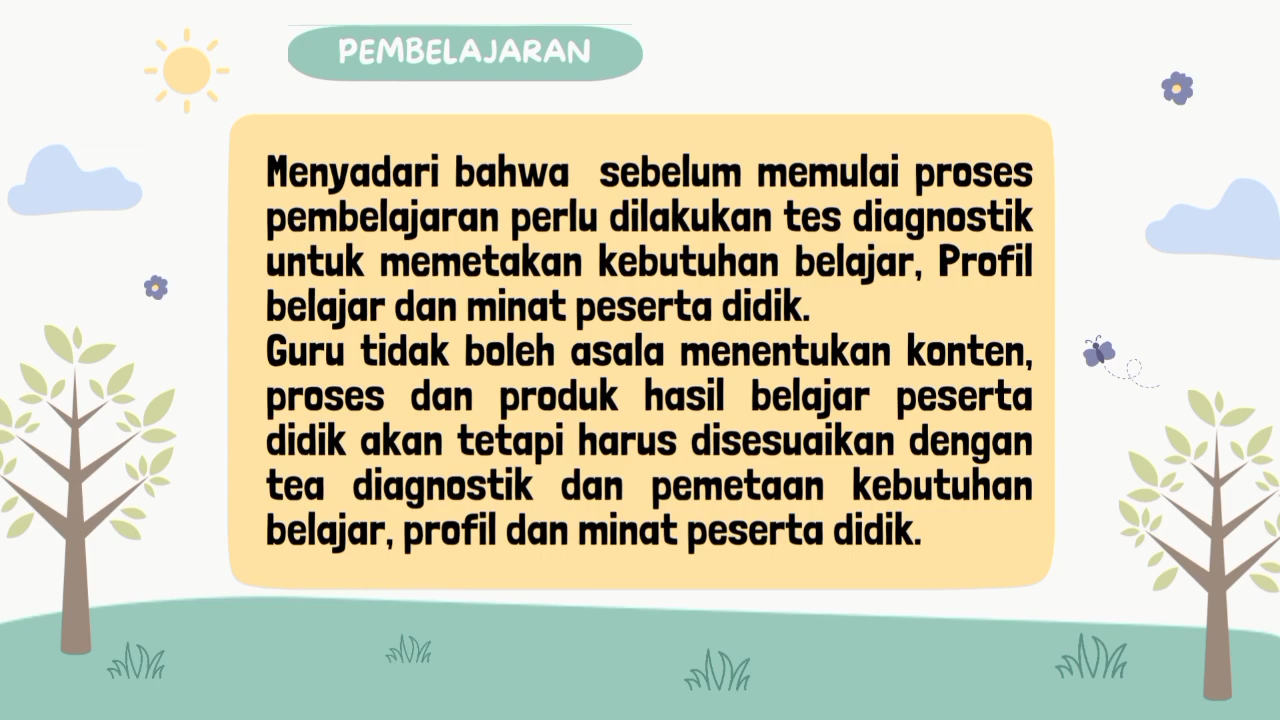 PEMBELAJARAN
Menyadari bahwa sebelum memulai proses
pembelajaran perlu dilakukan tes diagnostik
untuk memetakan kebutuhan belajar, Profil
belajar dan minat peserta didik.
Guru tidak boleh asala menentukan konten,
proses dan produk hasil belajar peserta
didik akan tetapi harus disesuaikan dengan
tea diagnostik dan pemetaan kebutuhan
belajar, profil dan minat peserta didik.